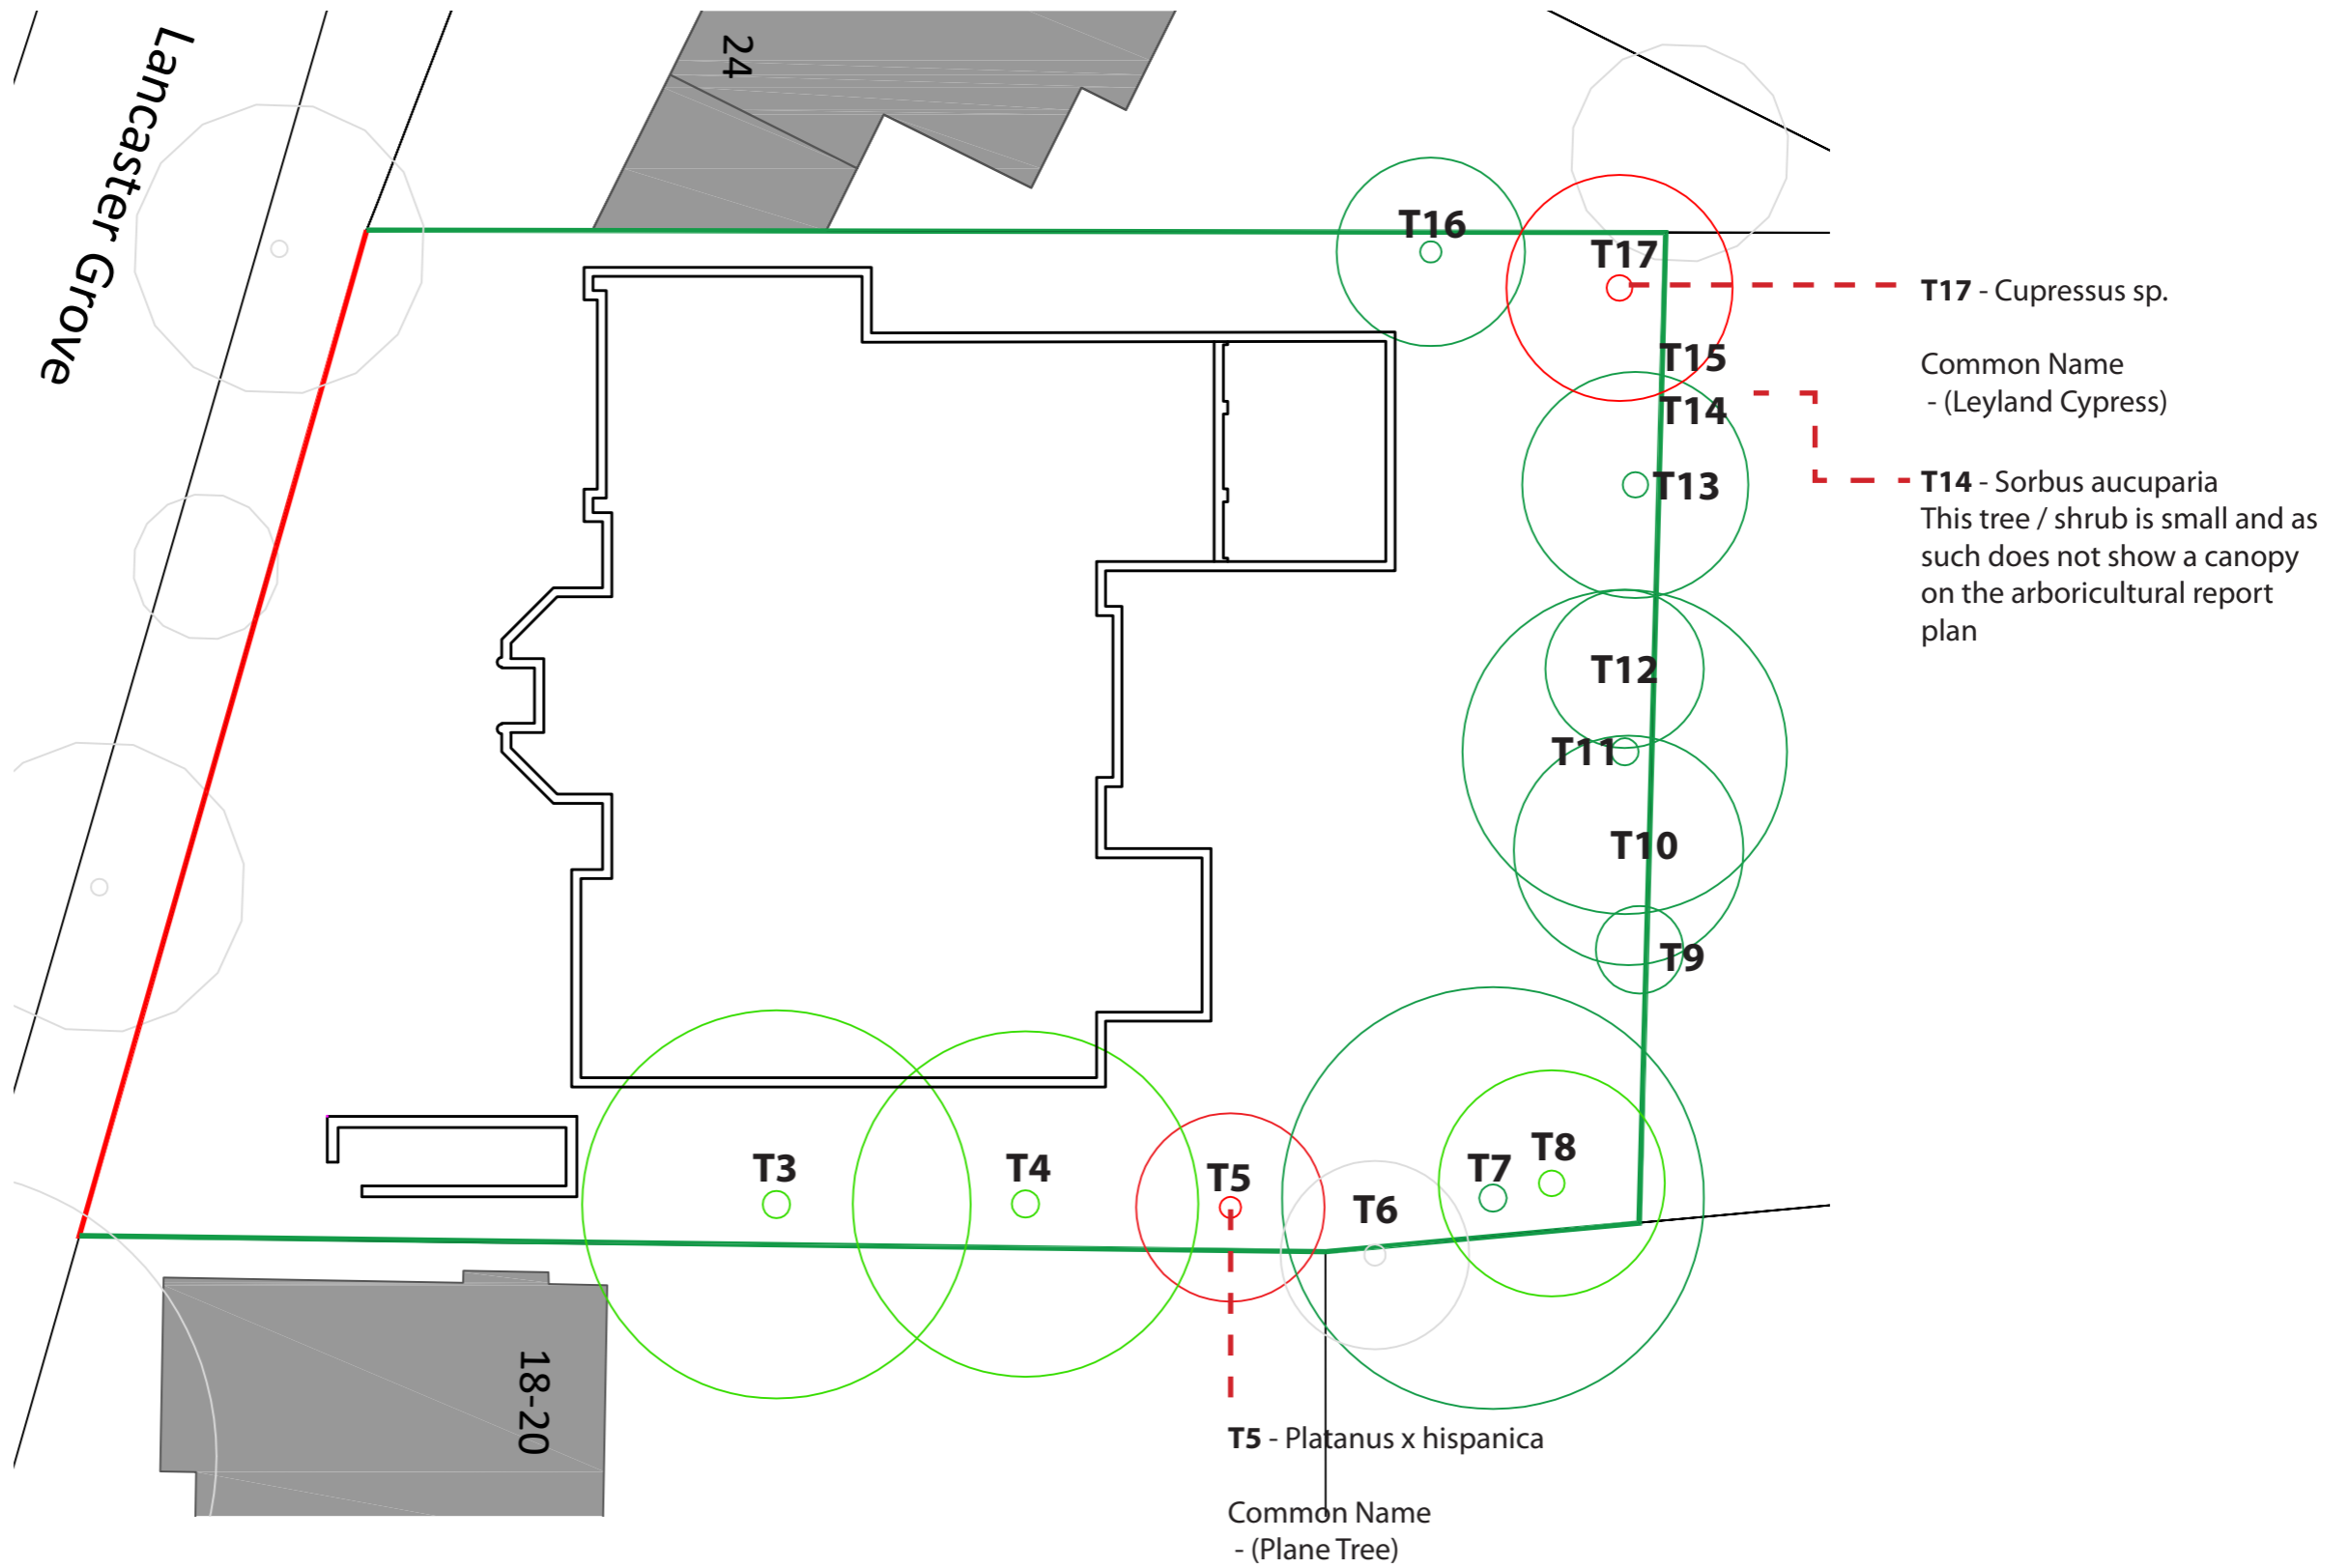 Lancaster Grove
24
T16
T17
T15
T14
T13
T12
T11
T10
T9
T3
T4
T5
T6
T7
T8
18-20
T17 - Cupressus sp.
Common Name
- (Leyland Cypress)
T14 - Sorbus aucuparia
This tree / shrub is small and as
such does not show a canopy
on the arboricultural report
plan
T5 - Platanus x hispanica
Common Name
- (Plane Tree)